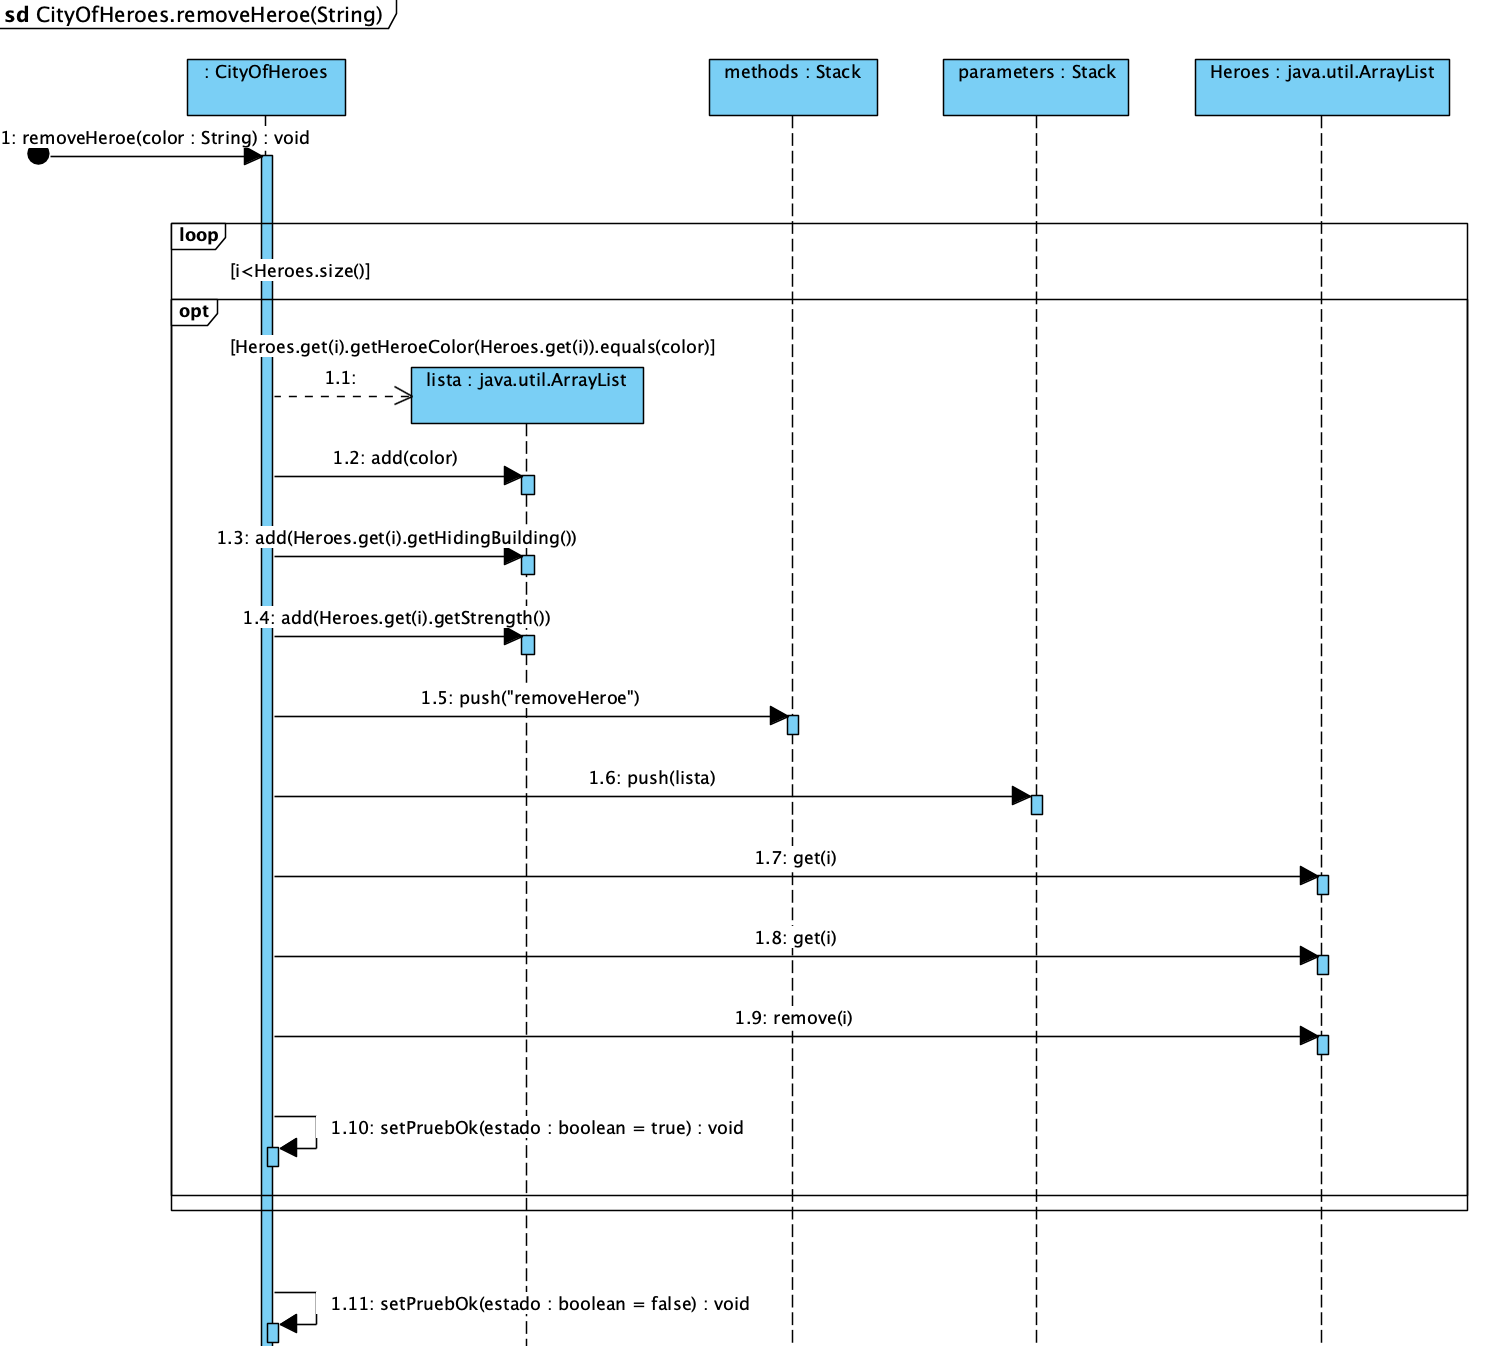 sd CityOfHeroes.removeHeroe(String)
: CityOfHeroes
methods : Stack
parameters : Stack
Heroes : java.util.ArrayList
1: removeHeroe(color : String) : void
loop
[i<Heroes.size()]
opt
[Heroes.get(i).getHeroeColor(Heroes.get(i)).equals(color)]
1.1:
lista : java.util.ArrayList
1.2: add(color)
1.3: add(Heroes.get(i).getHidingBuilding())
1.4: add(Heroes.get(i).getStrength())
1.5: push("removeHeroe")
1.6: push(lista)
1.7: get(i)
1.8: get(i)
1.9: remove(i)
1.10: setPruebOk(estado : boolean = true) : void
1.11: setPruebOk(estado : boolean = false) : void